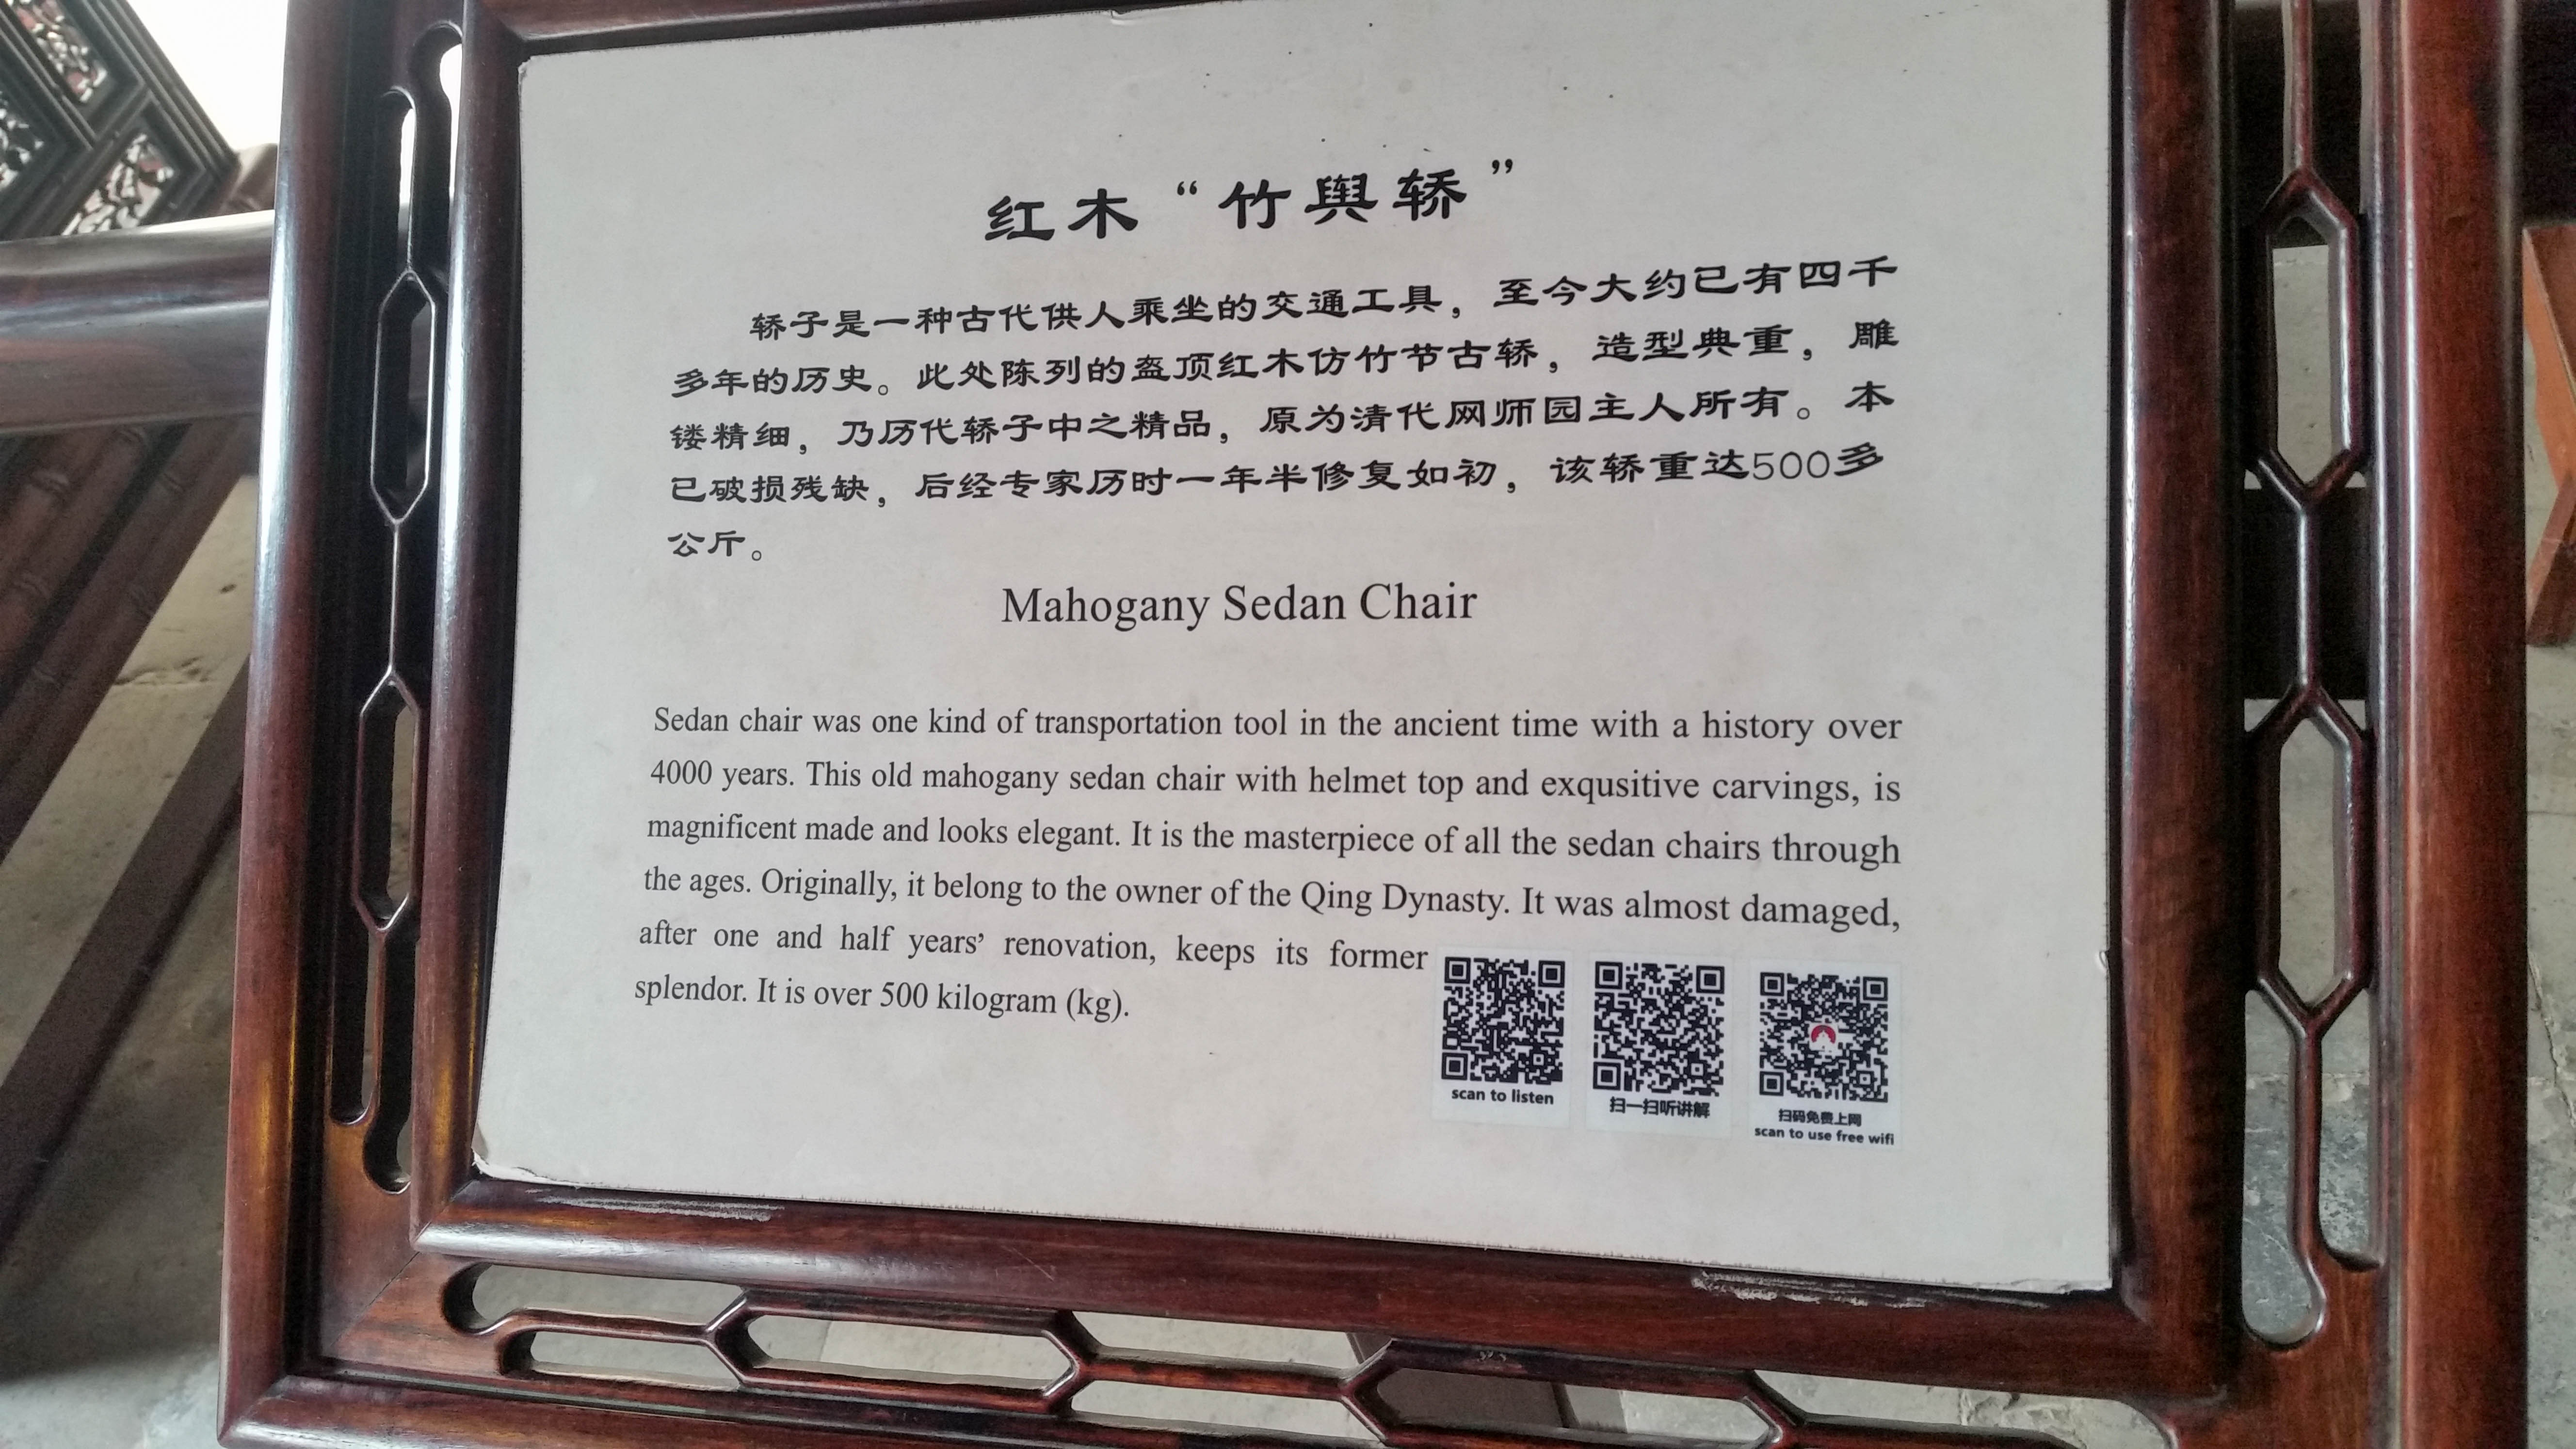 红木“竹舆轿”
轿子是一种古代供人乘坐的交通工具，至今大约已有四千
多年的历史。此处陈列的盔顶红木仿竹节古轿，造型典重，雕
镂精细，乃历代轿子中之精品，原为清代网师园主人所有。本
已破损残缺，后经专家历时一年半修复如初，该轿重达500多
公斤。
Mahogany Sedan Chair
Sedan chair was one kind of transportation tool in the ancient time with a history over
4000 years. This old mahogany sedan chair with helmet top and exqusitive carvings, is
magnificent made and looks elegant. It is the masterpiece of all the sedan chairs through
the ages. Originally, it belong to the owner of the Qing Dynasty. It was almost damaged,
after one and half years’ renovation, keeps its former
splendor. It is over 500 kilogram (kg).
scan to listen
扫一扫听讲解
扫码免费上网
scan to use free wifi